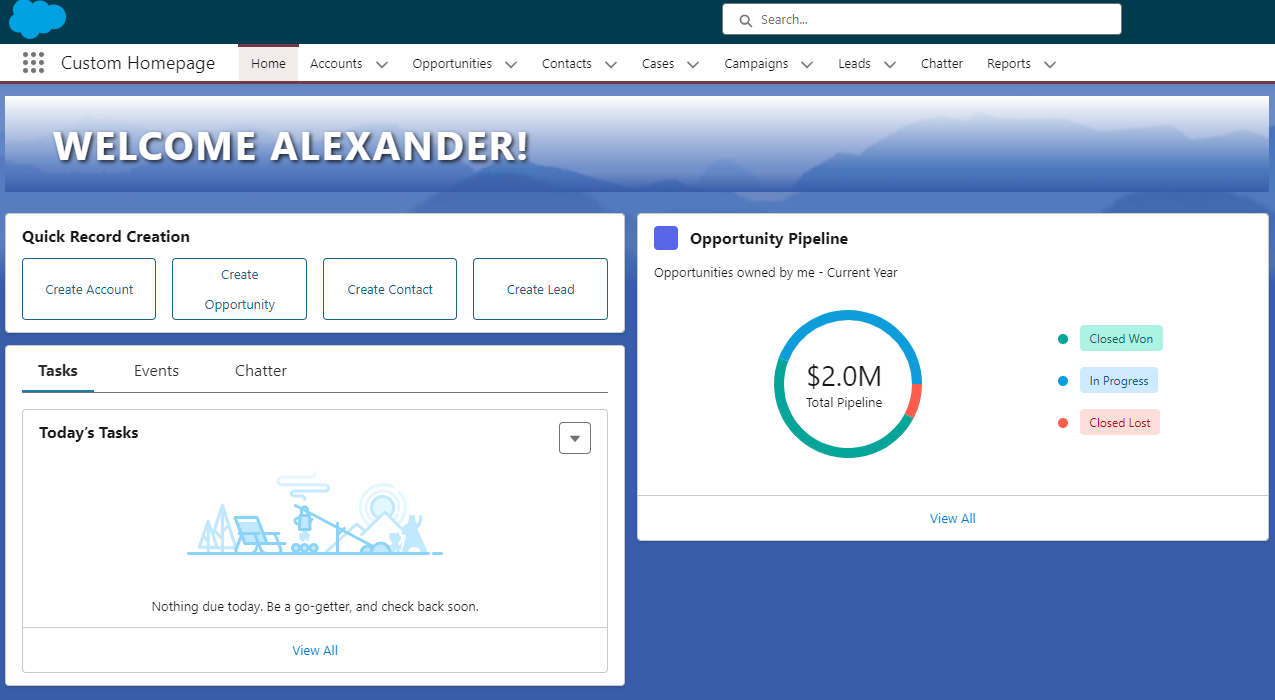 Search...
Custom Homepage
Home Accounts Opportunities Contacts Cases Campaigns Leads Chatter Reports
WELCOME ALEXANDER!
Quick Record Creation
Create Account
Create
Opportunity
Create Contact
Create Lead
Tasks Events Chatter
Today’s Tasks
Nothing due today. Be a go-getter, and check back soon.
View All
Opportunity Pipeline
Opportunities owned by me - Current Year
$2.0M
Total Pipeline
Closed Won
In Progress
Closed Lost
View All